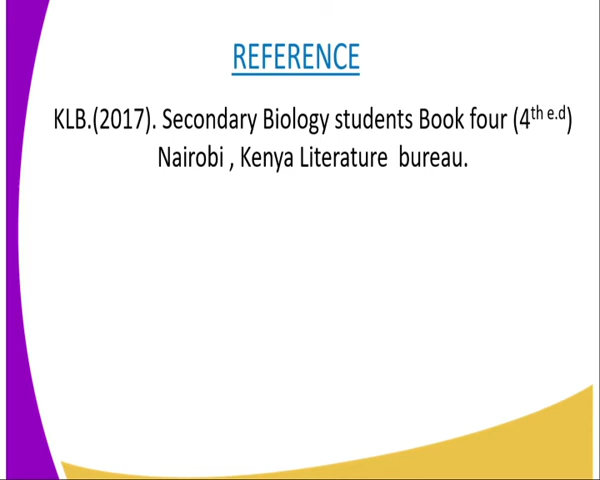 REFERENCE
KLB.(2017). Secondary Biology students Book four (4th e.d)
Nairobi , Kenya Literature bureau.